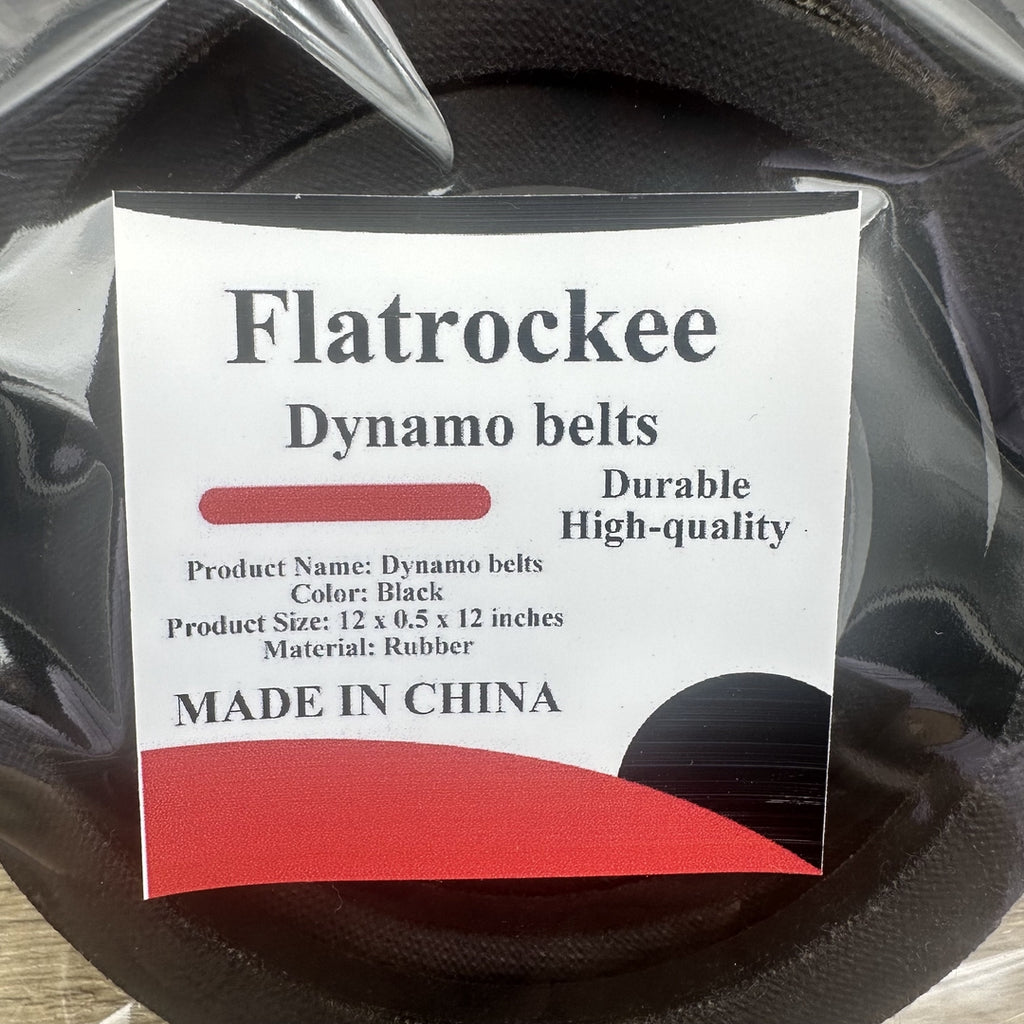 Flatrockee
Dynamo belts
Durable
High-quality
Product Name: Dynamo belts
Color: Black
Product Size: 12 x 0.5 x 12 inches
Material: Rubber
MADE IN CHINA